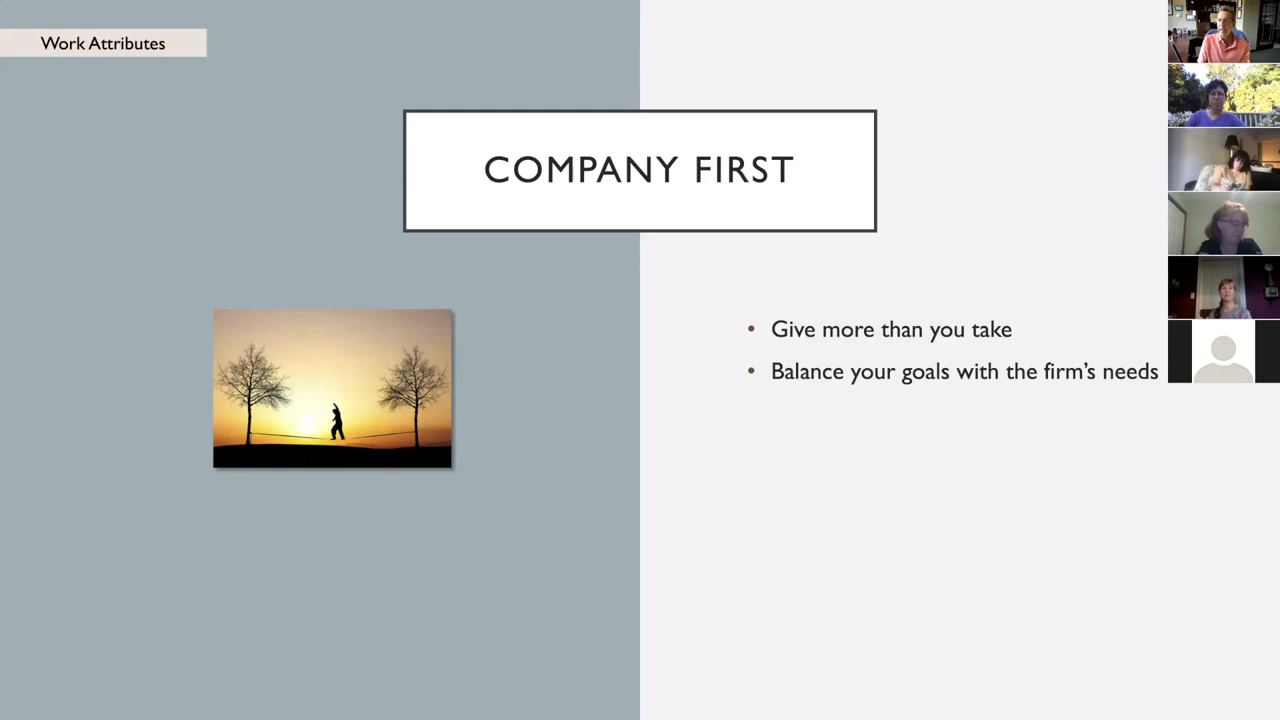 Work Attributes
COMPANY FIRST
• Give more than you take
• Balance your goals with the firm’s needs